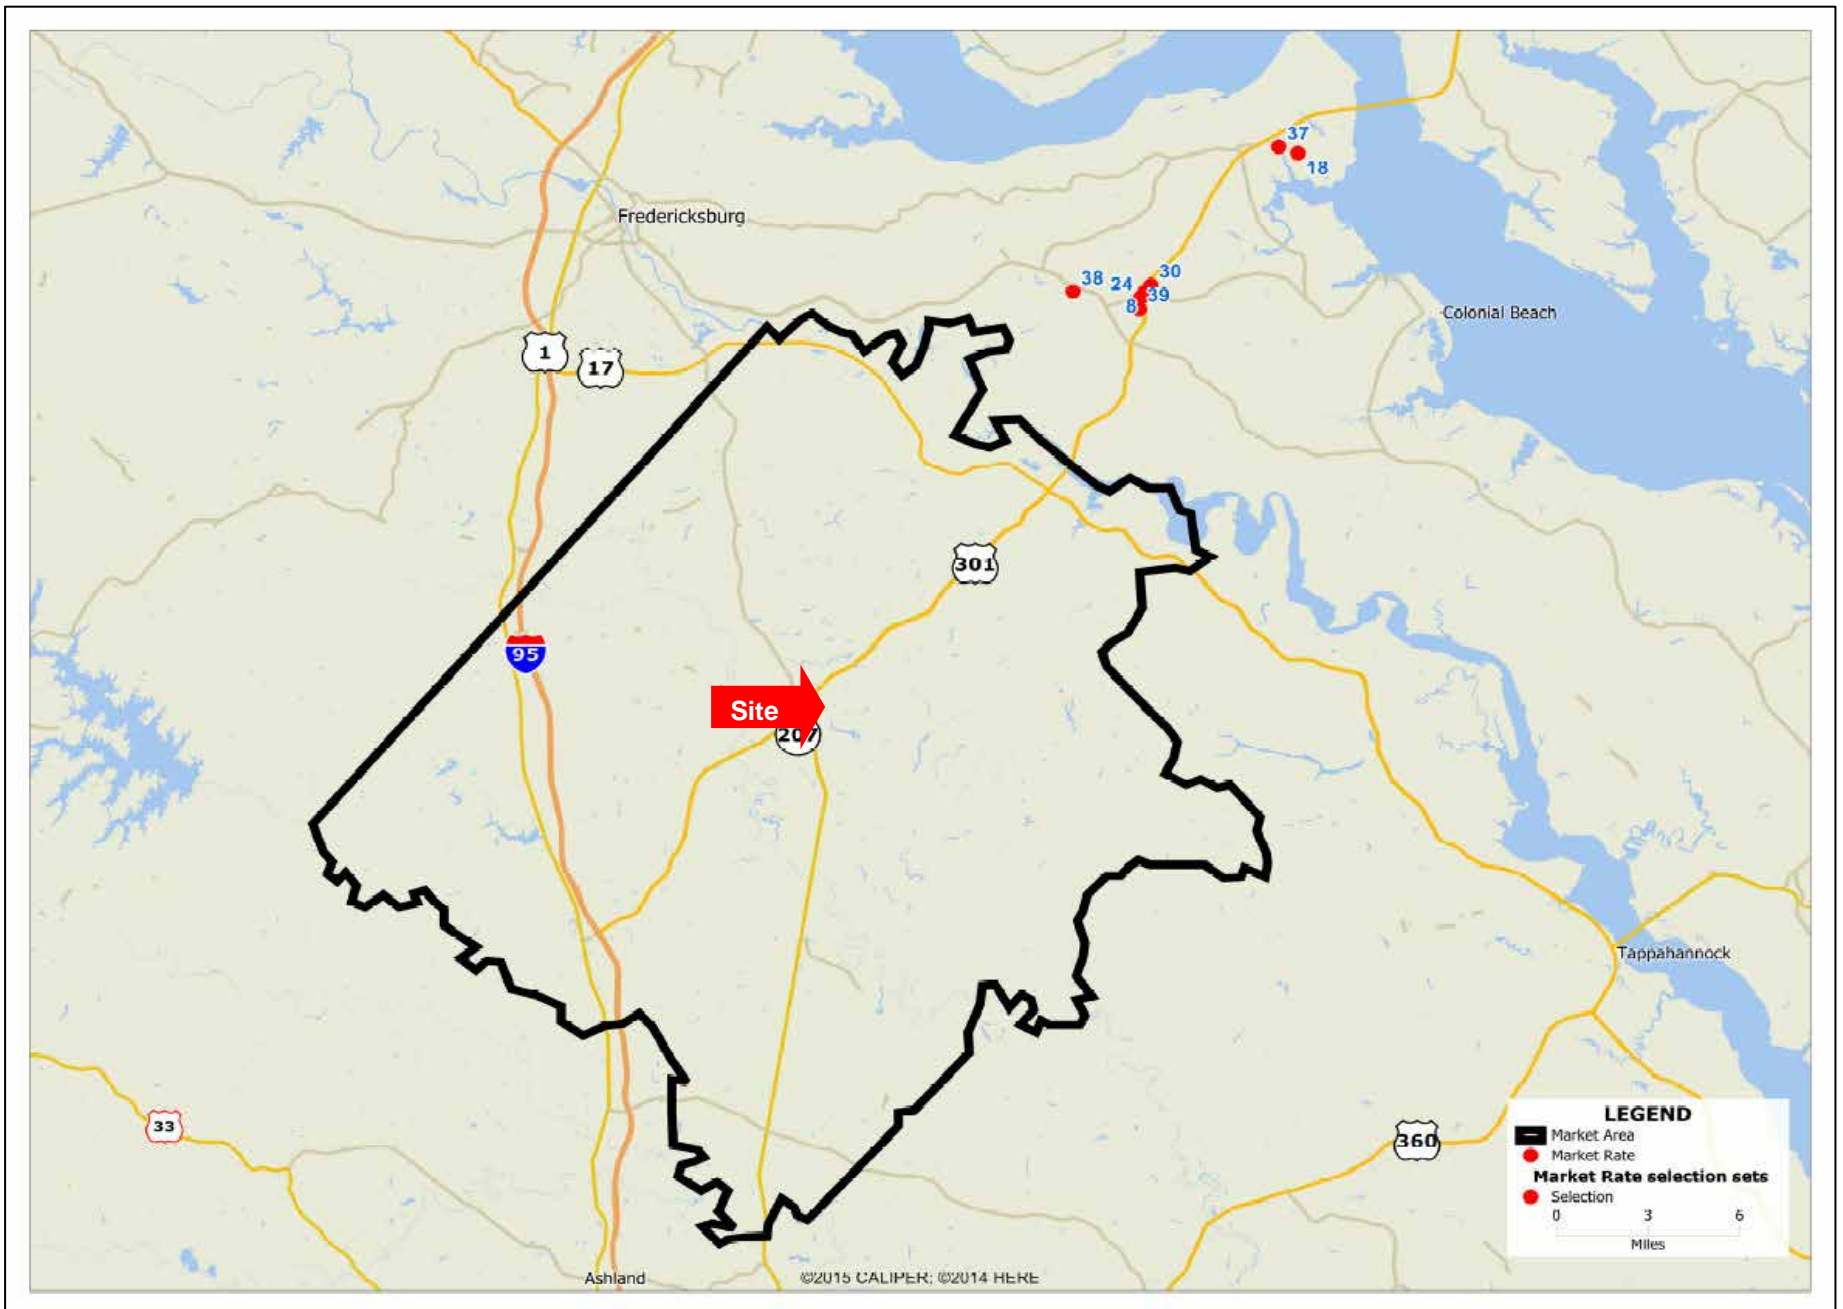 37
18
Fredericksburg
30
38
24
39
8
Colonial Beach
1
17
301
95
Site
207
Tappahannock
33
360
LEGEND
Market Area
Market Rate
Market Rate selection sets
Selection
0 3 6
Miles
Ashland
©2015 CALIPER; ©2014 HERE